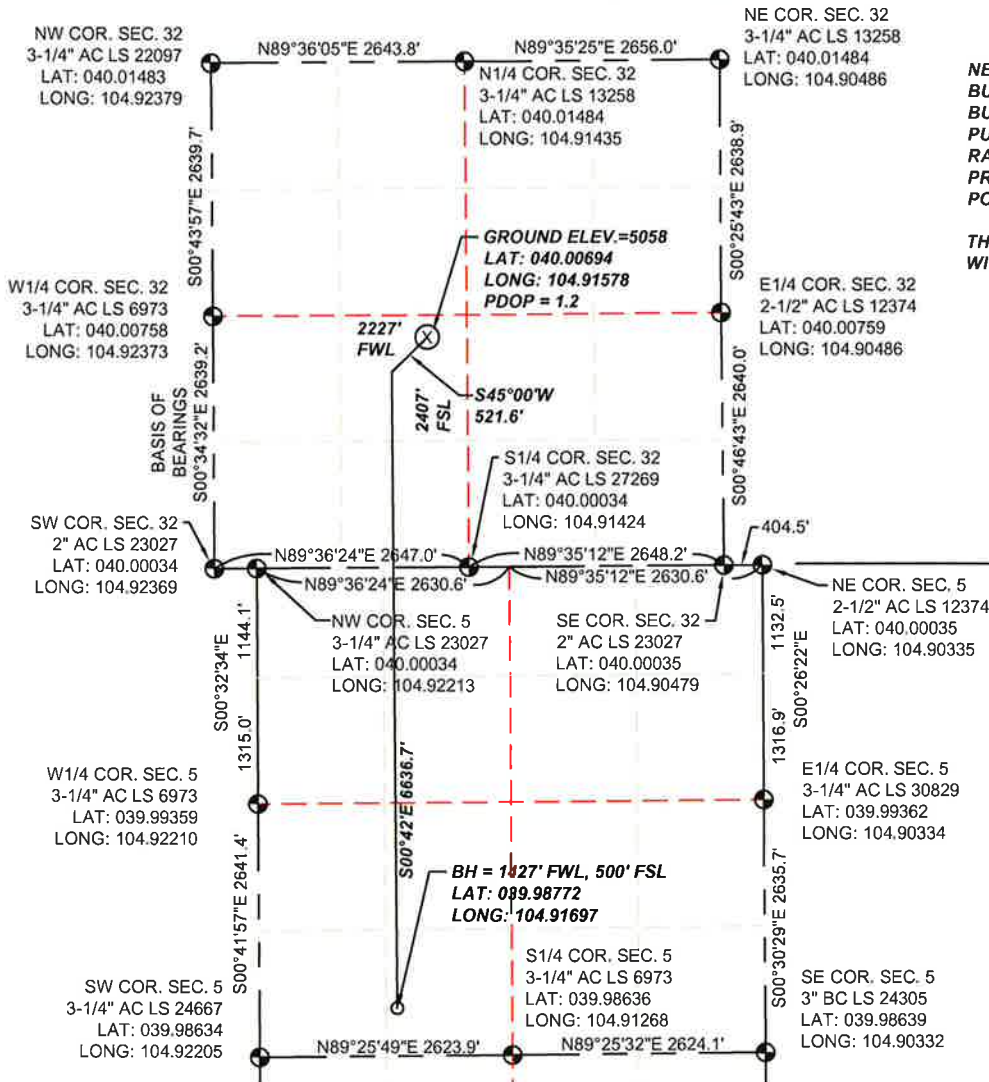 NW COR. SEC. 32
3-1/4" AC LS 22097
LAT: 040.01483
LONG: 104.92379
N89°36'05"E 2643.8'
N89°35'25"E 2656.0'
NE COR. SEC. 32
3-1/4" AC LS 13258
LAT: 040.01484
LONG: 104.90486
N1/4 COR. SEC. 32
3-1/4" AC LS 13258
LAT: 040.01484
LONG: 104.91435
NE
BU
BU
PU
RA
PR
PO
TH
WI
S00°43'57"E 2639.7'
S00°25'43"E 2638.9'
GROUND ELEV.=5058
LAT: 040.00694
LONG: 104.91578
PDOP = 1.2
W1/4 COR. SEC. 32
3-1/4" AC LS 6973
LAT: 040.00758
LONG: 104.92373
E1/4 COR. SEC. 32
2-1/2" AC LS 12374
LAT: 040.00759
LONG: 104.90486
2227'
FWL
2407'
FSL
S45°00'W
521.6'
BASIS OF
BEARINGS
S00°34'32"E 2639.2'
S00°46'43"E 2640.0'
S1/4 COR. SEC. 32
3-1/4" AC LS 27269
LAT: 040.00034
LONG: 104.91424
SW COR. SEC. 32
2" AC LS 23027
LAT: 040.00034
LONG: 104.92369
N89°36'24"E 2647.0'
N89°35'12"E 2648.2'
404.5'
N89°36'24"E 2630.6'
N89°35'12"E 2630.6'
NE COR. SEC. 5
2-1/2" AC LS 12374
LAT: 040.00035
LONG: 104.90335
NW COR. SEC. 5
3-1/4" AC LS 23027
LAT: 040.00034
LONG: 104.92213
SE COR. SEC. 32
2" AC LS 23027
LAT: 040.00035
LONG: 104.90479
S00°32'34"E
1144.1'
1315.0'
1132.5'
S00°26'22"E
1316.9'
W1/4 COR. SEC. 5
3-1/4" AC LS 6973
LAT: 039.99359
LONG: 104.92210
E1/4 COR. SEC. 5
3-1/4" AC LS 30829
LAT: 039.99362
LONG: 104.90334
S00°42'E 6636.7'
BH = 1427' FWL, 500' FSL
LAT: 039.98772
LONG: 104.91697
S00°41'57"E 2641.4'
S00°30'29"E 2635.7'
SW COR. SEC. 5
3-1/4" AC LS 24667
LAT: 039.98634
LONG: 104.92205
S1/4 COR. SEC. 5
3-1/4" AC LS 6973
LAT: 039.98636
LONG: 104.91268
SE COR. SEC. 5
3" BC LS 24305
LAT: 039.98639
LONG: 104.90332
N89°25'49"E 2623.9'
N89°25'32"E 2624.1'